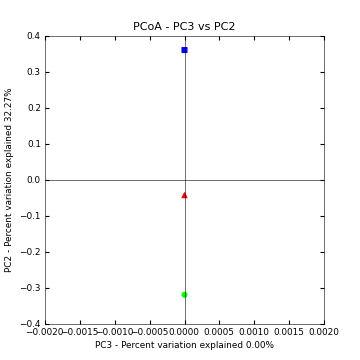 PCoA - PC3 vs PC2
0.4
0.3
0.2
0.1
0.0
−0.1
−0.2
−0.3
−0.4
PC2 - Percent variation explained 32.27%
−0.0020 −0.0015 −0.0010 −0.0005 0.0000 0.0005 0.0010 0.0015 0.0020
PC3 - Percent variation explained 0.00%